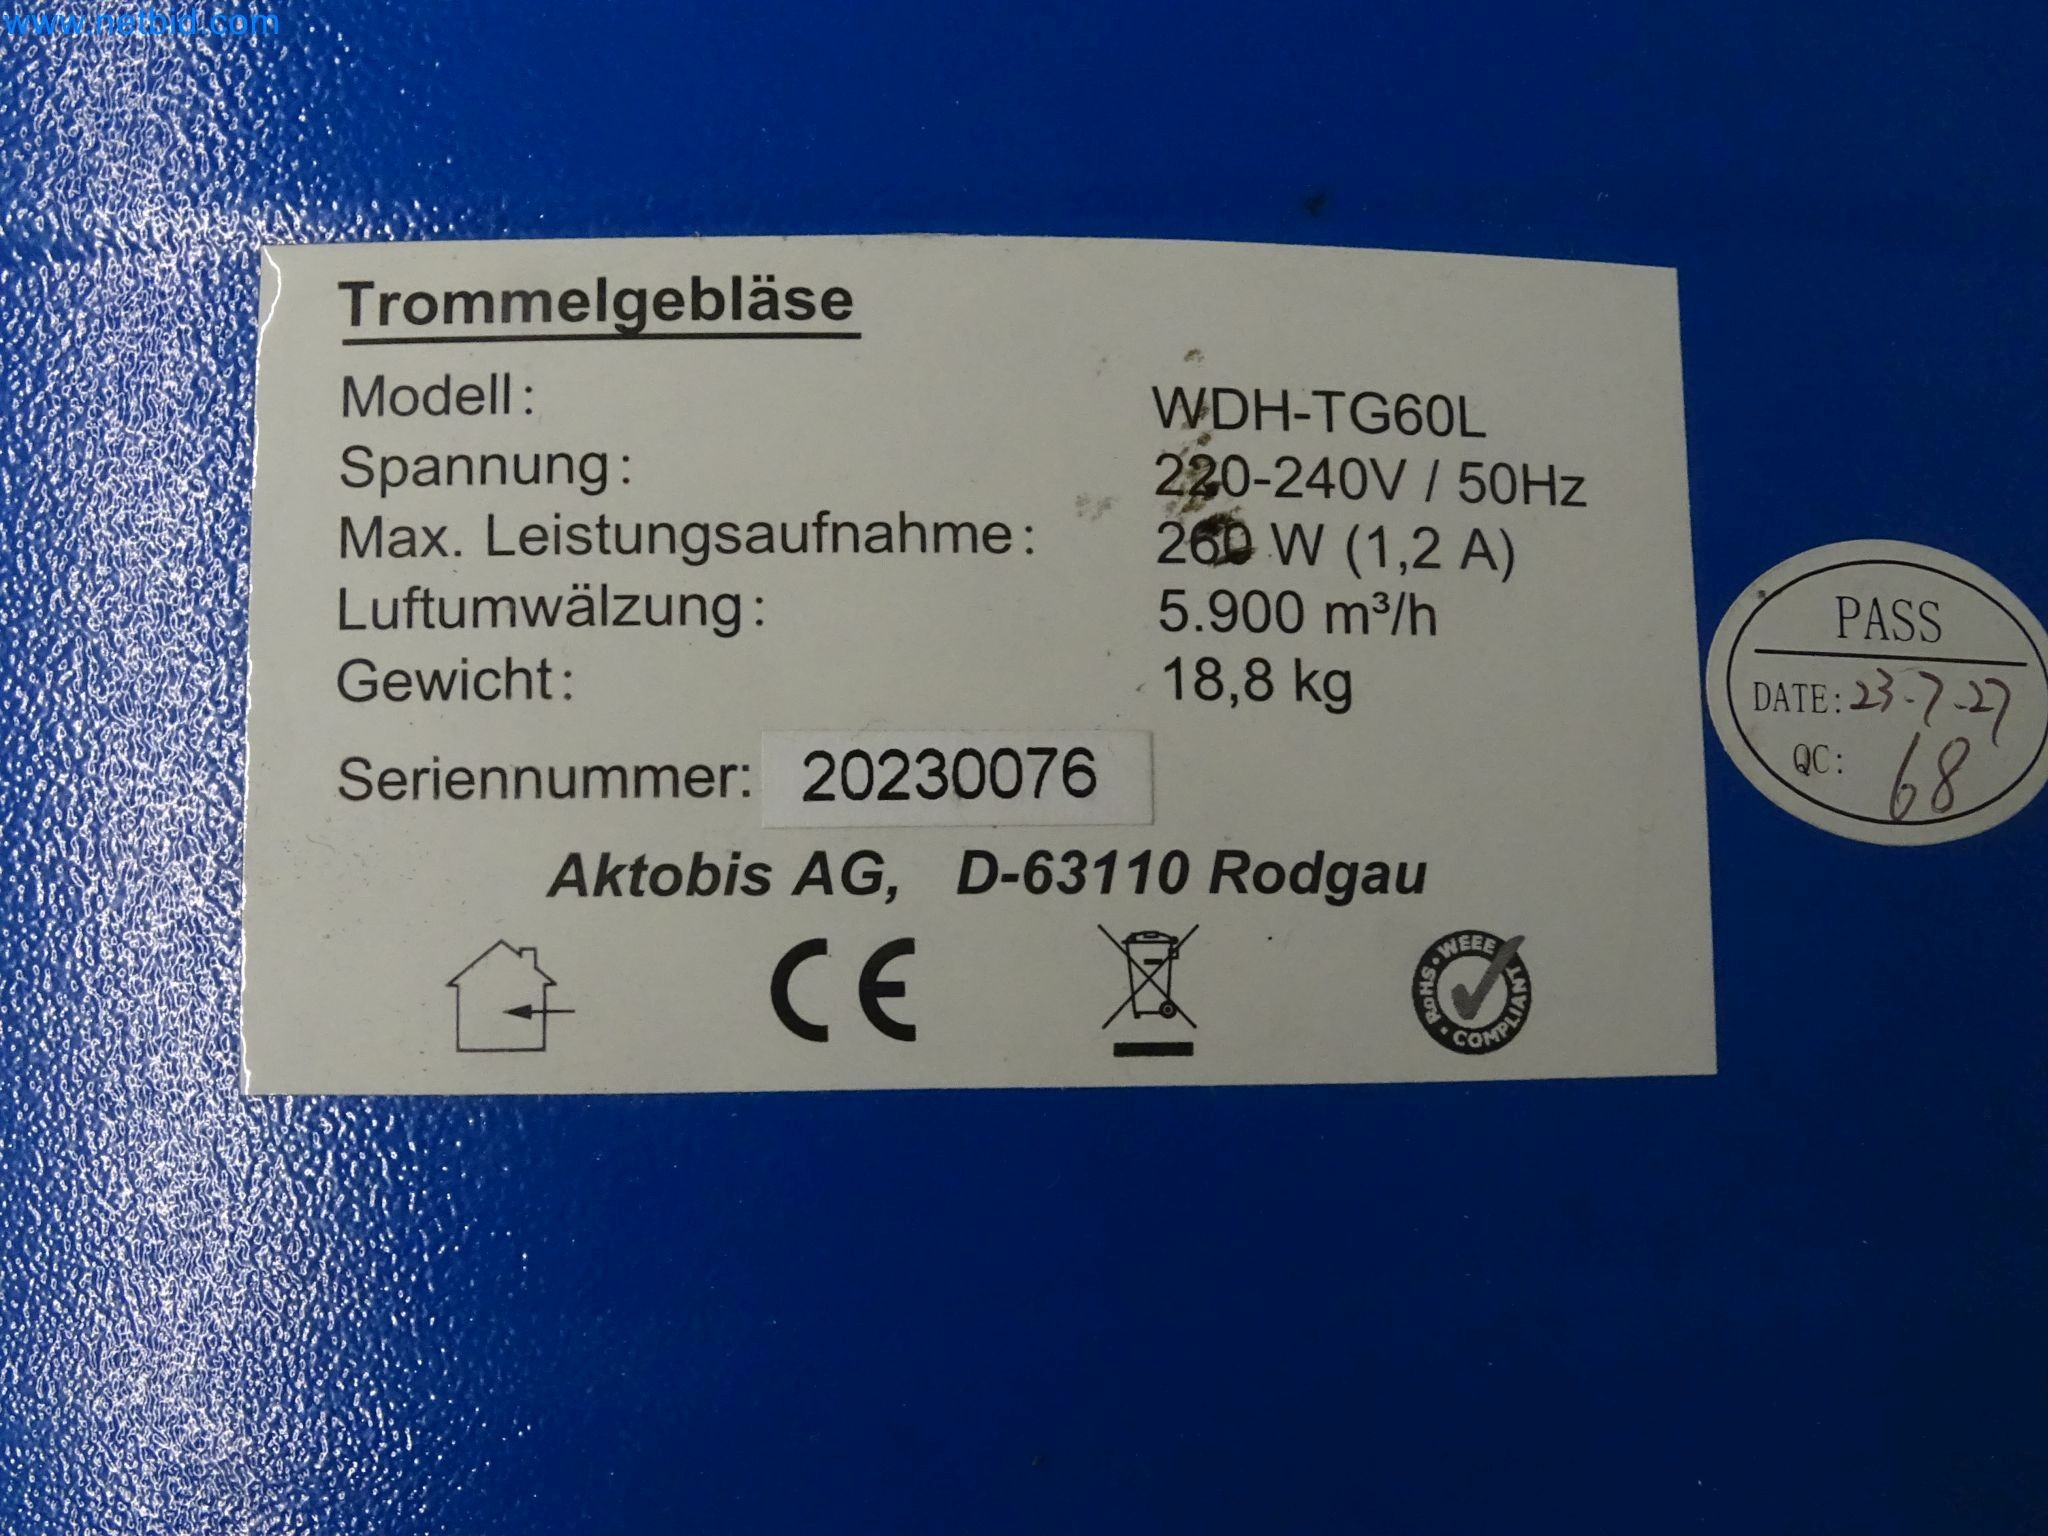 www.netbid.com
Trommelgebläse
Modell: WDH-TG60L
Spannung: 220-240V / 50Hz
Max. Leistungsaufnahme: 260 W (1,2 A)
Luftumwälzung: 5.900 m³/h
Gewicht: 18,8 kg
Seriennummer: 20230076
Aktobis AG, D-63110 Rodgau
CE
RoHS • WEEE • COMPLIANT
PASS
DATE: 23-7-27
QC: 68